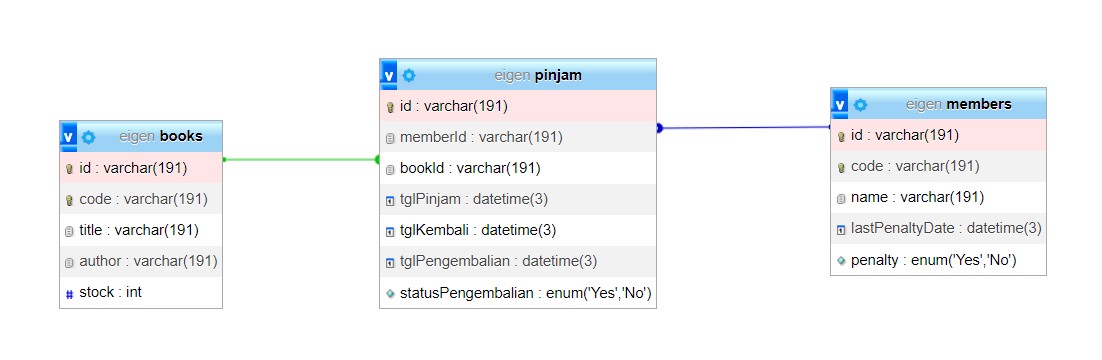 eigen books
id : varchar(191)
code : varchar(191)
title : varchar(191)
author : varchar(191)
stock : int
eigen pinjam
id : varchar(191)
memberId : varchar(191)
bookId : varchar(191)
tglPinjam : datetime(3)
tglKembali : datetime(3)
tglPengembalian : datetime(3)
statusPengembalian : enum('Yes','No')
eigen members
id : varchar(191)
code : varchar(191)
name : varchar(191)
lastPenaltyDate : datetime(3)
penalty : enum('Yes','No')